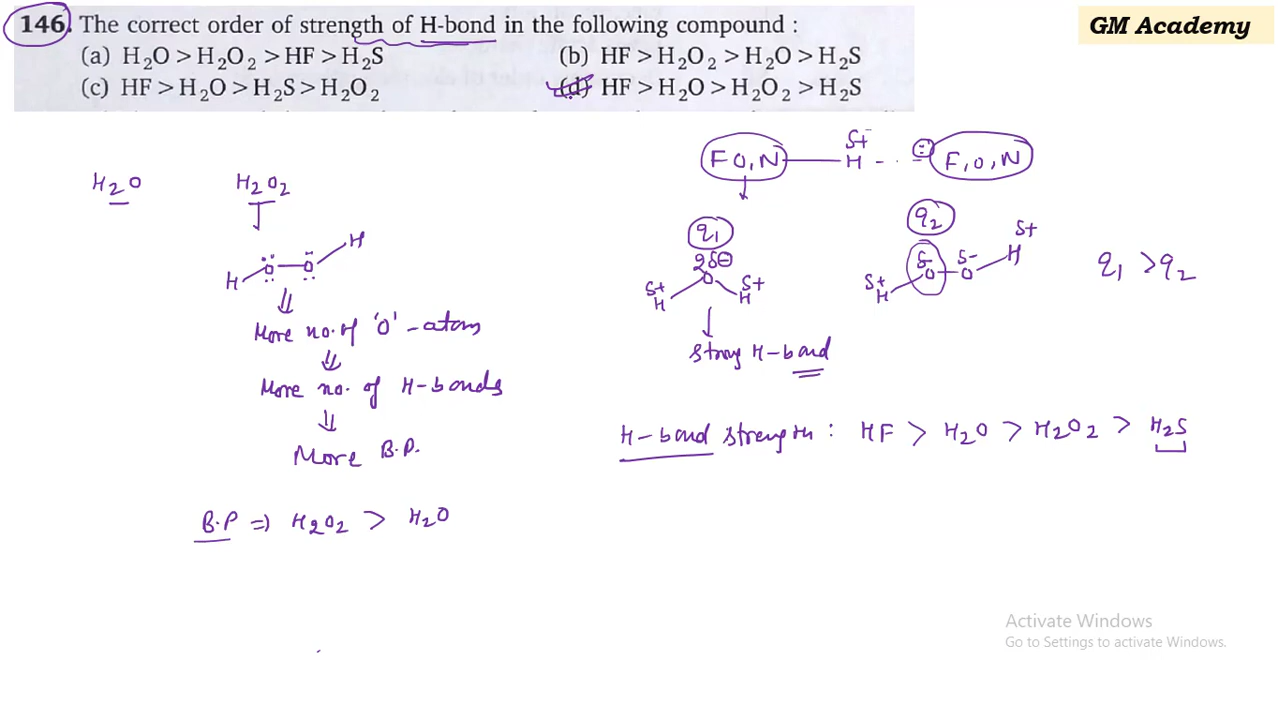 146. The correct order of strength of H-bond in the following compound :
(a) H₂O > H₂O₂ > HF > H₂S (b) HF > H₂O₂ > H₂O > H₂S
(c) HF > H₂O > H₂S > H₂O₂ (d) HF > H₂O > H₂O₂ > H₂S
GM Academy
H₂O H₂O₂
H O O H
More no. of 'O' - atoms
More no. of H-bonds
More B.P.
B.P ⇒ H₂O₂ > H₂O
F O, N H δ+ F, O, N
q₁
2δ⊖
δ+ H O δ+ H
strong H-bond
q₂
δ+ H δ- O δ- O δ+ H
q₁ > q₂
H-bond strength : HF > H₂O > H₂O₂ > H₂S
Activate Windows
Go to Settings to activate Windows.